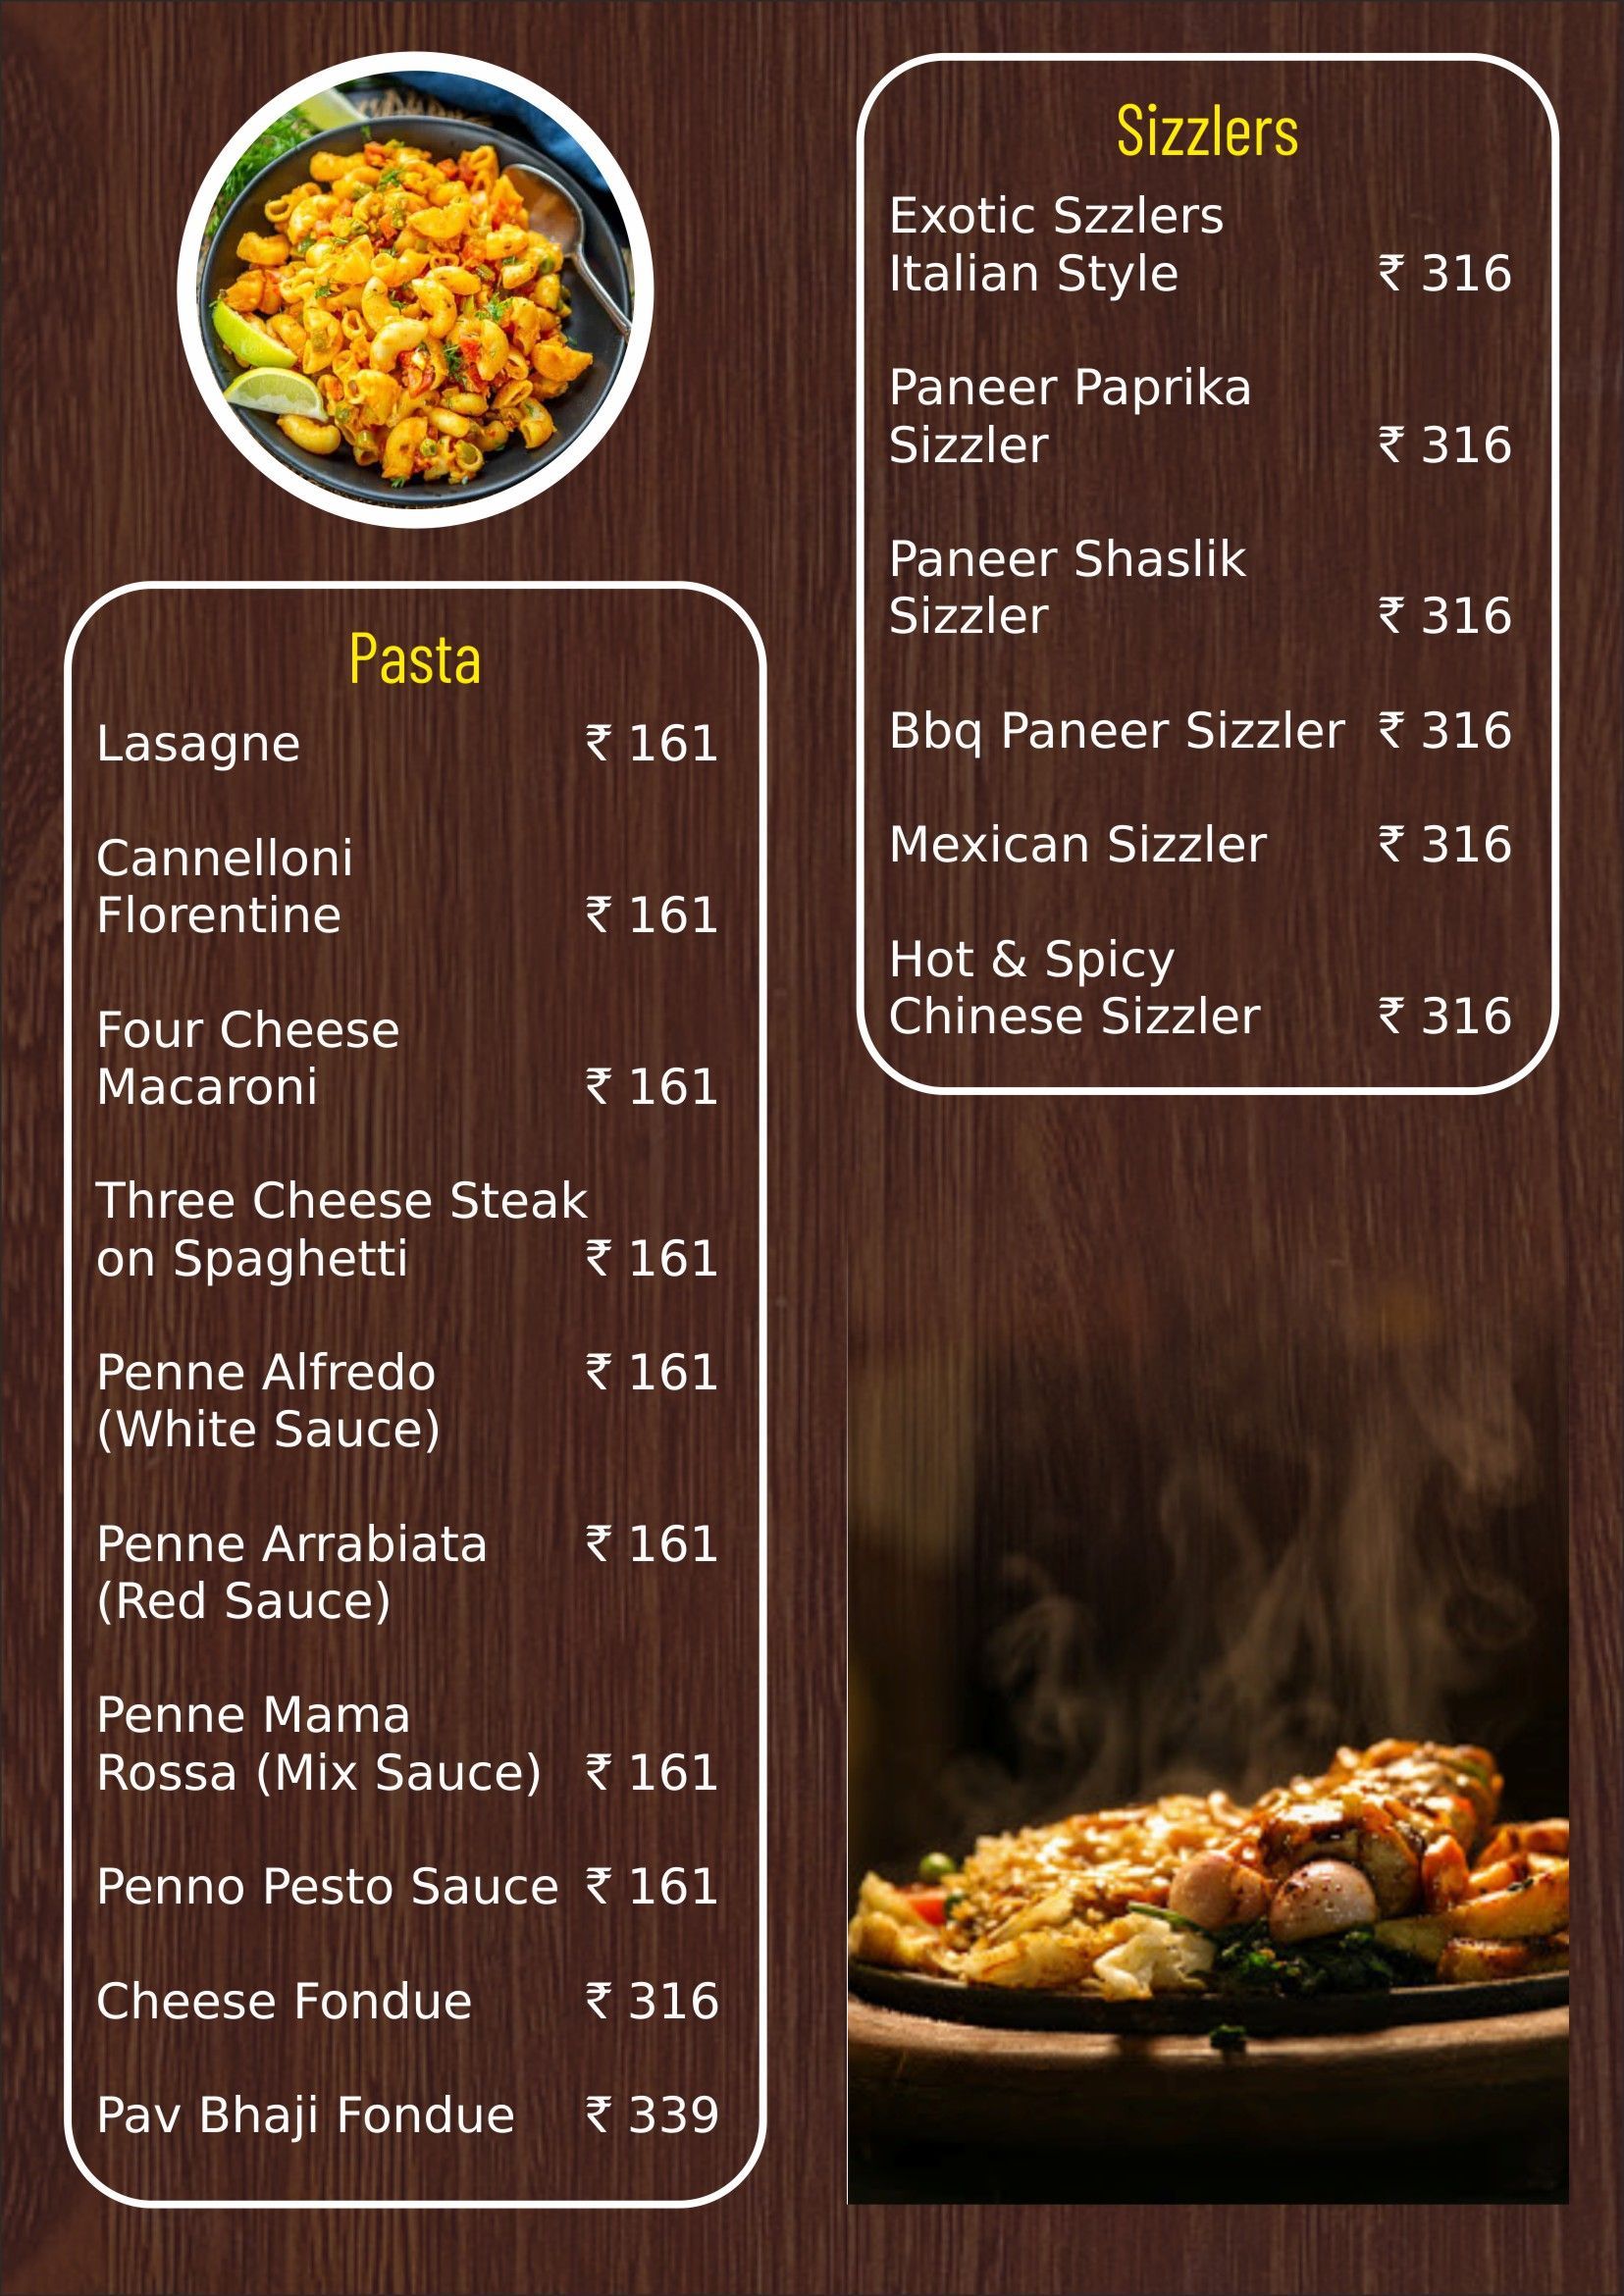 Pasta
Lasagne ₹ 161
Cannelloni
Florentine ₹ 161
Four Cheese
Macaroni ₹ 161
Three Cheese Steak
on Spaghetti ₹ 161
Penne Alfredo ₹ 161
(White Sauce)
Penne Arrabiata ₹ 161
(Red Sauce)
Penne Mama
Rossa (Mix Sauce) ₹ 161
Penno Pesto Sauce ₹ 161
Cheese Fondue ₹ 316
Pav Bhaji Fondue ₹ 339
Sizzlers
Exotic Szzlers
Italian Style ₹ 316
Paneer Paprika
Sizzler ₹ 316
Paneer Shaslik
Sizzler ₹ 316
Bbq Paneer Sizzler ₹ 316
Mexican Sizzler ₹ 316
Hot & Spicy
Chinese Sizzler ₹ 316